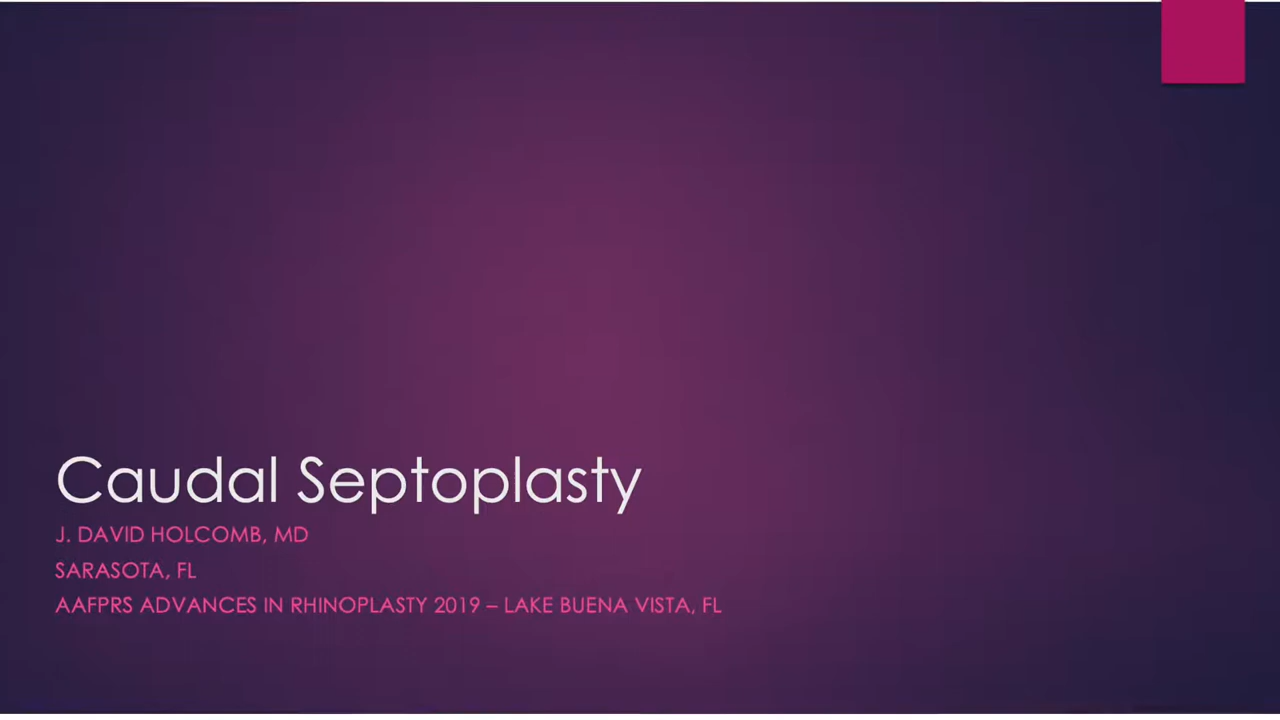 Caudal Septoplasty
J. DAVID HOLCOMB, MD
SARASOTA, FL
AAFPRS ADVANCES IN RHINOPLASTY 2019 – LAKE BUENA VISTA, FL